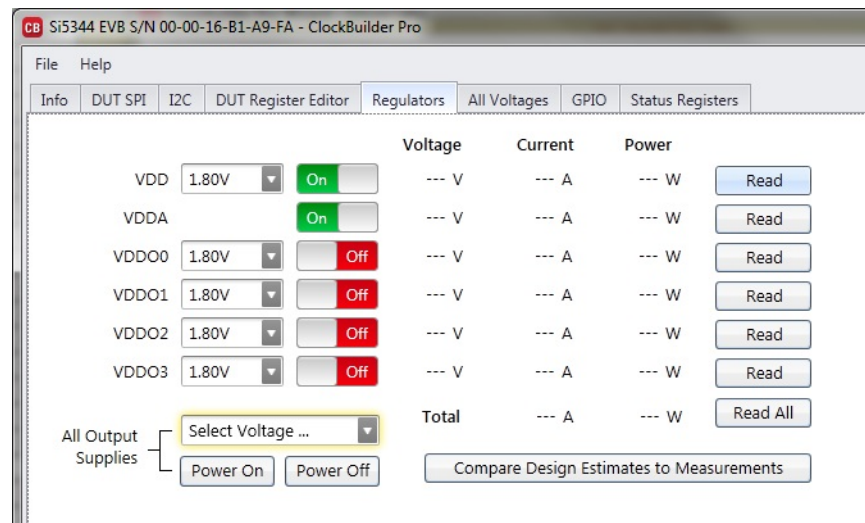 CB Si5344 EVB S/N 00-00-16-B1-A9-FA - ClockBuilder Pro
File Help
Info DUT SPI I2C DUT Register Editor Regulators All Voltages GPIO Status Registers
Voltage Current Power
VDD 1.80V On --- V --- A --- W Read
VDDA On --- V --- A --- W Read
VDDO0 1.80V Off --- V --- A --- W Read
VDDO1 1.80V Off --- V --- A --- W Read
VDDO2 1.80V Off --- V --- A --- W Read
VDDO3 1.80V Off --- V --- A --- W Read
Total --- A --- W Read All
All Output
Supplies
Select Voltage ...
Power On Power Off
Compare Design Estimates to Measurements